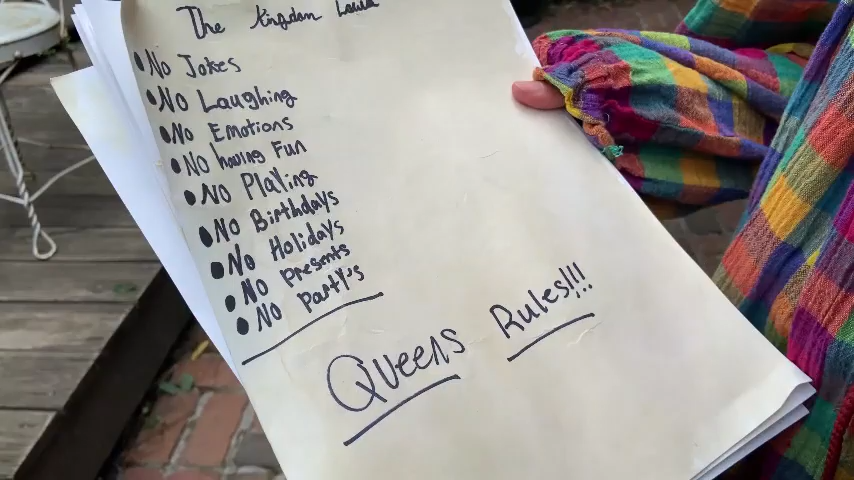 The Kingdom Laws
• No Jokes
• No Laughing
• No Emotions
• No having Fun
• No Playing
• No Birthdays
• No Holidays
• No Presents
• No Party's
Queens Rules!!!